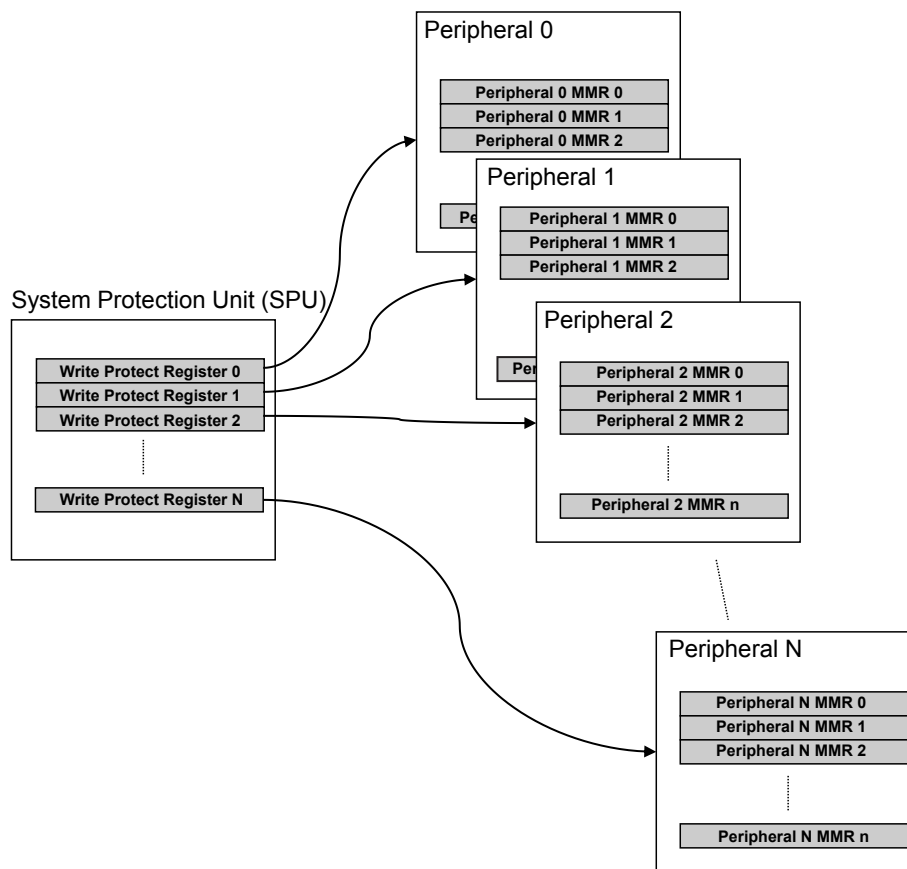 Peripheral 0
Peripheral 0 MMR 0
Peripheral 0 MMR 1
Peripheral 0 MMR 2
Peripheral 1
Peripheral 1 MMR 0
Peripheral 1 MMR 1
Peripheral 1 MMR 2
System Protection Unit (SPU)
Write Protect Register 0
Write Protect Register 1
Write Protect Register 2
Write Protect Register N
Peripheral 2
Peripheral 2 MMR 0
Peripheral 2 MMR 1
Peripheral 2 MMR 2
Peripheral 2 MMR n
Peripheral N
Peripheral N MMR 0
Peripheral N MMR 1
Peripheral N MMR 2
Peripheral N MMR n